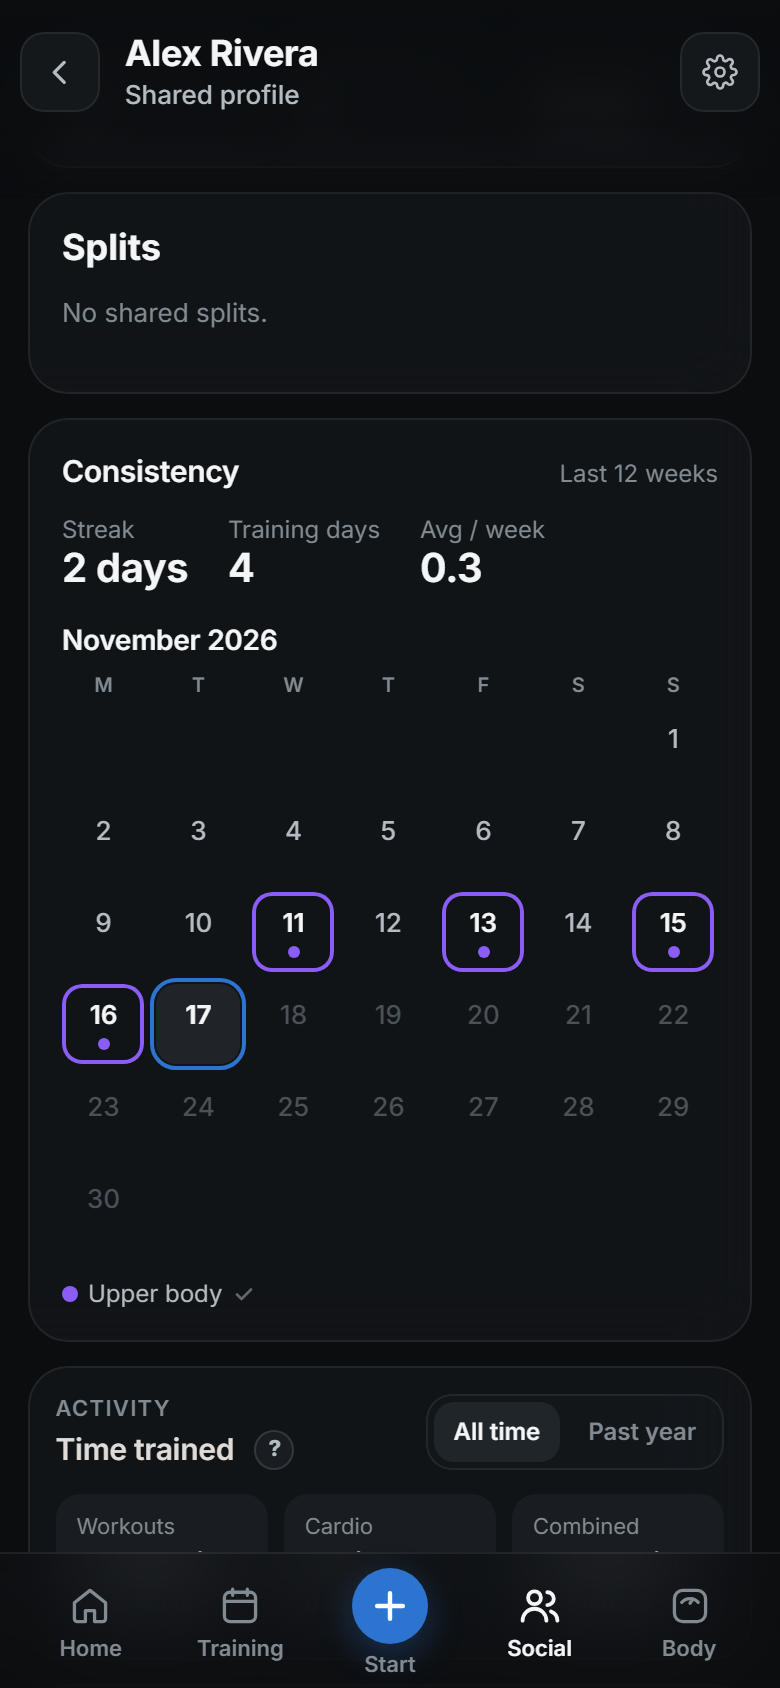 Alex Rivera
Shared profile
Splits
No shared splits.
Consistency
Last 12 weeks
Streak
Training days
Avg / week
2 days
4
0.3
November 2026
M T W T F S S
1
2 3 4 5 6 7 8
9 10 11 12 13 14 15
16 17 18 19 20 21 22
23 24 25 26 27 28 29
30
Upper body
ACTIVITY
Time trained ?
All time
Past year
Workouts
Cardio
Combined
Home
Training
Start
Social
Body